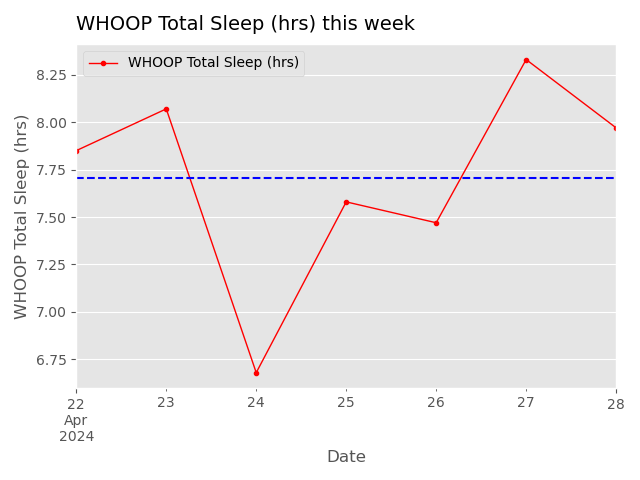 WHOOP Total Sleep (hrs) this week
WHOOP Total Sleep (hrs)
WHOOP Total Sleep (hrs)
8.25
8.00
7.75
7.50
7.25
7.00
6.75
22 23 24 25 26 27 28
Apr
2024
Date